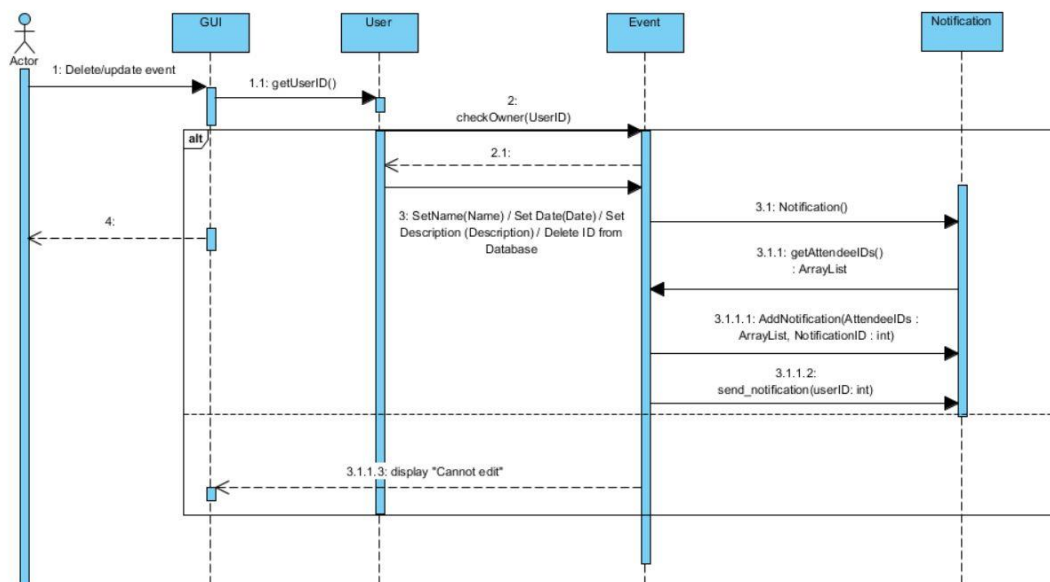 GUI
User
Event
Notification
Actor
1: Delete/update event
1.1: getUserID()
2:
checkOwner(UserID)
alt
2.1:
3: SetName(Name) / Set Date(Date) / Set
Description (Description) / Delete ID from
Database
3.1: Notification()
4:
3.1.1: getAttendeeIDs()
: ArrayList
3.1.1.1: AddNotification(AttendeeIDs :
ArrayList, NotificationID : int)
3.1.1.2:
send_notification(userID: int)
3.1.1.3: display "Cannot edit"